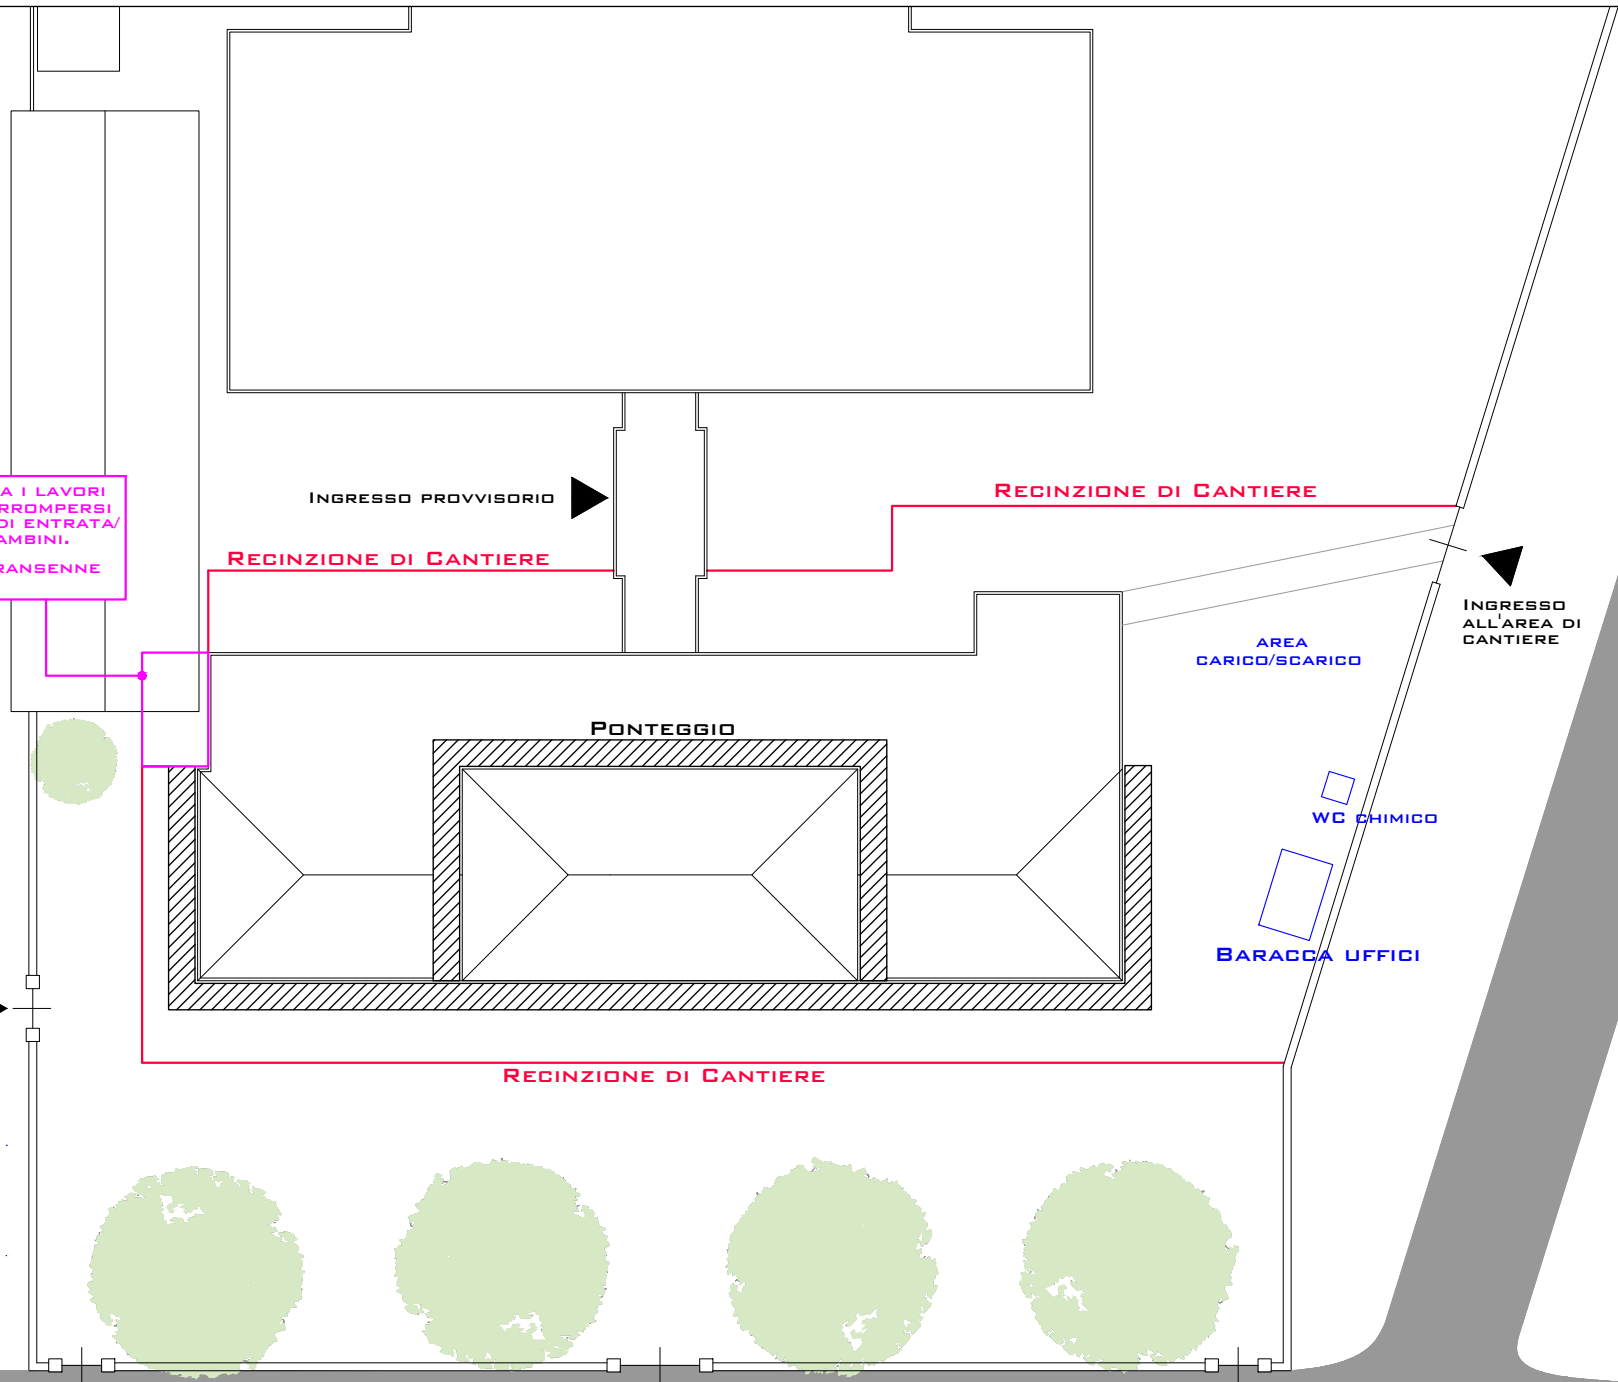 A I LAVORI
RROMPERSI
DI ENTRATA/
AMBINI.
RANSENNE
INGRESSO PROVVISORIO
RECINZIONE DI CANTIERE
RECINZIONE DI CANTIERE
INGRESSO
ALL'AREA DI
CANTIERE
AREA
CARICO/SCARICO
PONTEGGIO
WC CHIMICO
BARACCA UFFICI
RECINZIONE DI CANTIERE